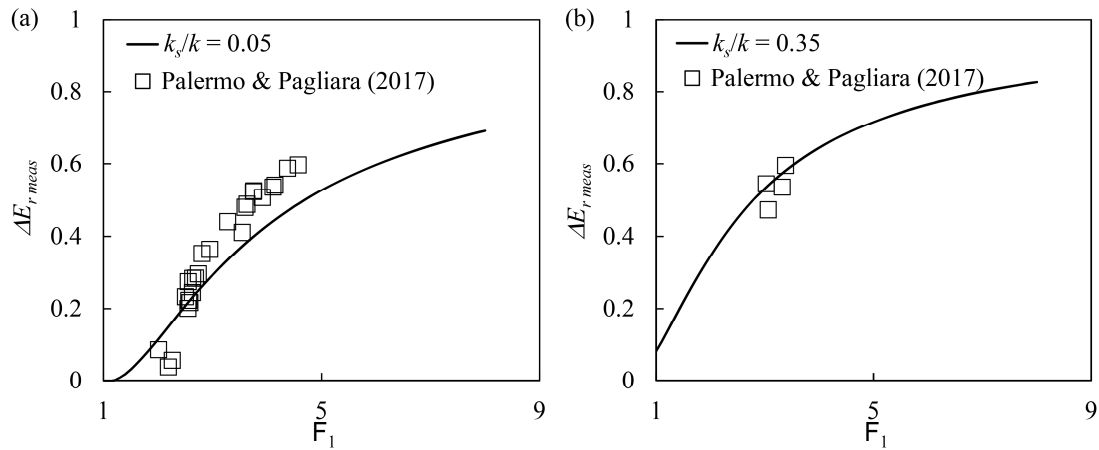 (a)
1
k_s/k = 0.05
Palermo & Pagliara (2017)
0.8
0.6
0.4
0.2
0
ΔE_r meas
1
5
9
F_1
(b)
1
k_s/k = 0.35
Palermo & Pagliara (2017)
0.8
0.6
0.4
0.2
0
ΔE_r meas
1
5
9
F_1